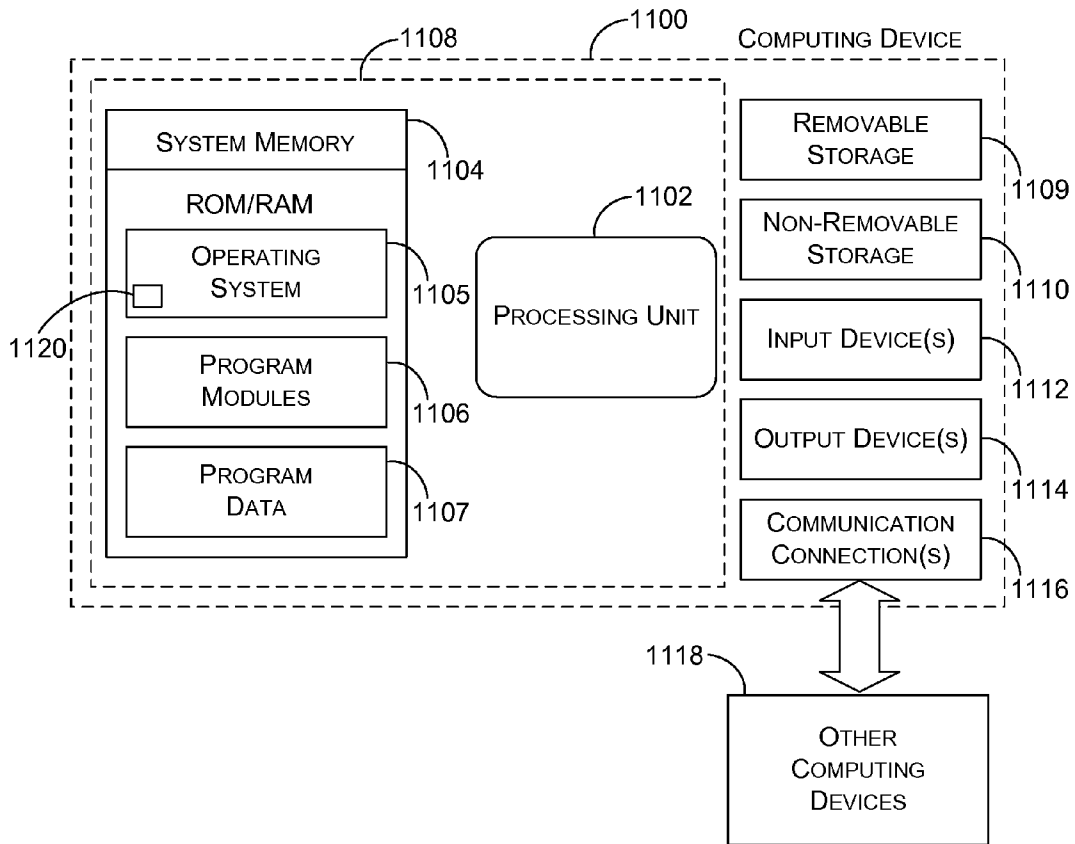 1100
COMPUTING DEVICE
1108
SYSTEM MEMORY
1104
ROM/RAM
OPERATING
SYSTEM
1105
1120
PROGRAM
MODULES
1106
PROGRAM
DATA
1107
1102
PROCESSING UNIT
REMOVABLE
STORAGE
1109
NON-REMOVABLE
STORAGE
1110
INPUT DEVICE(S)
1112
OUTPUT DEVICE(S)
1114
COMMUNICATION
CONNECTION(S)
1116
1118
OTHER
COMPUTING
DEVICES